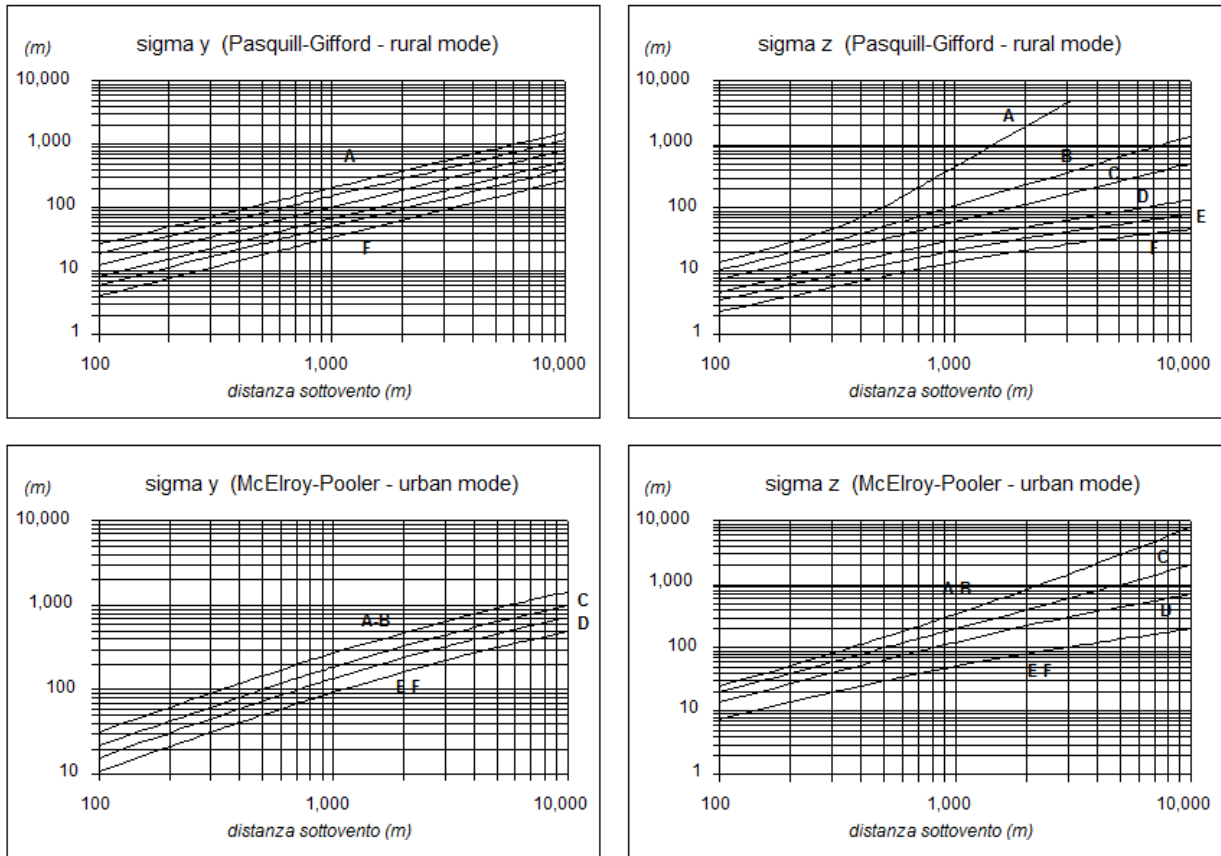 (m) sigma y (Pasquill-Gifford - rural mode)
10,000
1,000
100
10
1
A
F
100 1,000 10,000
distanza sottovento (m)
(m) sigma z (Pasquill-Gifford - rural mode)
10,000
1,000
100
10
1
A
B
C
D
E
F
100 1,000 10,000
distanza sottovento (m)
(m) sigma y (McElroy-Pooler - urban mode)
10,000
1,000
100
10
A-B
C
D
E F
100 1,000 10,000
distanza sottovento (m)
(m) sigma z (McElroy-Pooler - urban mode)
10,000
1,000
100
10
1
A-B
C
D
E F
100 1,000 10,000
distanza sottovento (m)